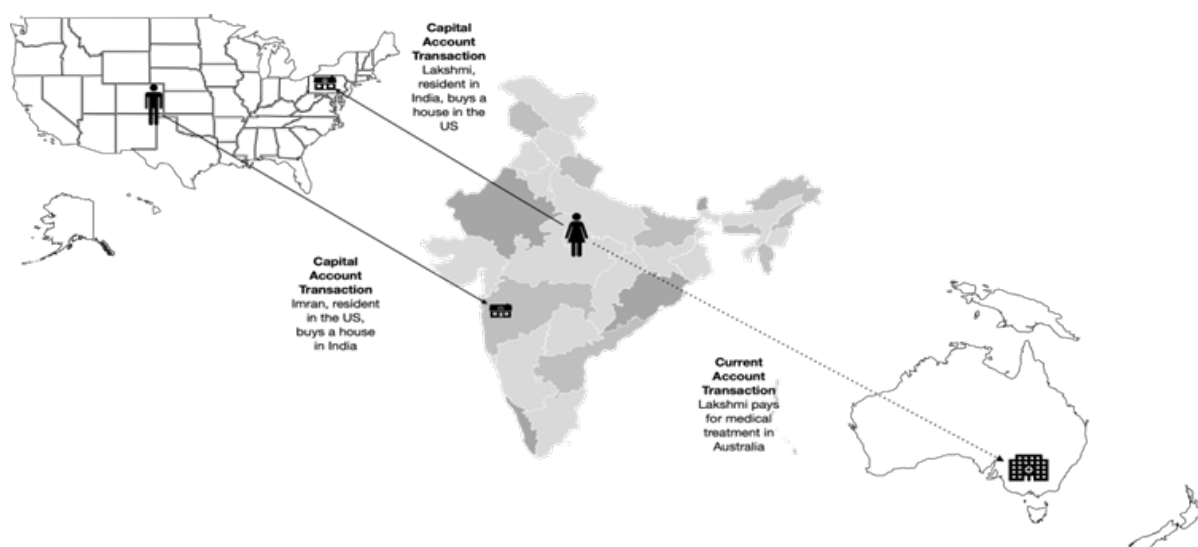 Capital
Account
Transaction
Lakshmi,
resident in
India, buys a
house in the
US
Capital
Account
Transaction
Imran, resident
in the US,
buys a house
in India
Current
Account
Transaction
Lakshmi pays
for medical
treatment in
Australia